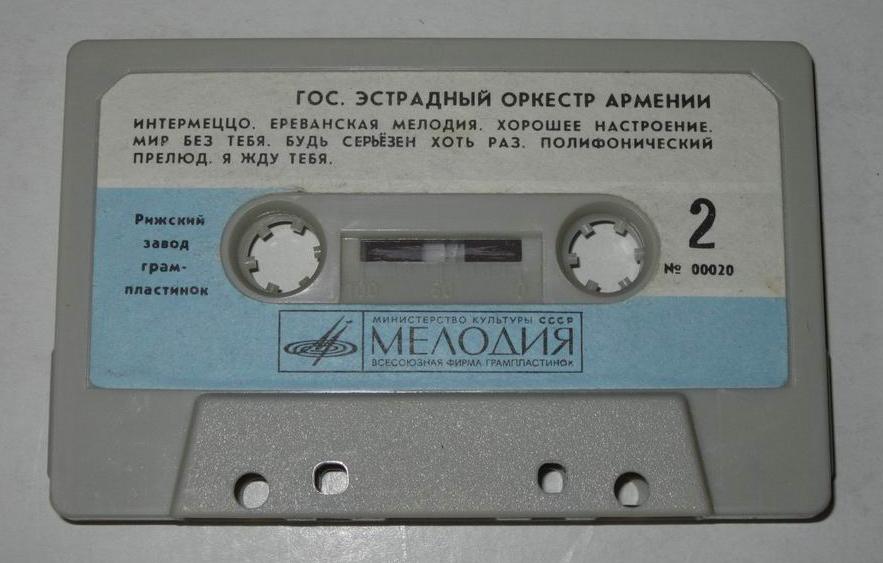 ГОС. ЭСТРАДНЫЙ ОРКЕСТР АРМЕНИИ
ИНТЕРМЕЦЦО. ЕРЕВАНСКАЯ МЕЛОДИЯ. ХОРОШЕЕ НАСТРОЕНИЕ.
МИР БЕЗ ТЕБЯ. БУДЬ СЕРЬЁЗЕН ХОТЬ РАЗ. ПОЛИФОНИЧЕСКИЙ
ПРЕЛЮД. Я ЖДУ ТЕБЯ.
Рижский
завод
грам-
пластинок
2
№ 00020
100 50 0
МИНИСТЕРСТВО КУЛЬТУРЫ СССР
МЕЛОДИЯ
ВСЕСОЮЗНАЯ ФИРМА ГРАМПЛАСТИНОК